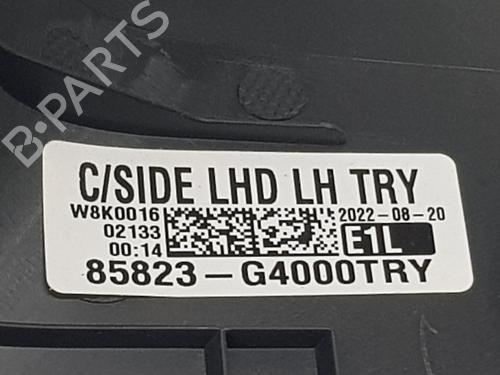 B-PARTS
C/SIDE LHD LH TRY
W8K0016
02133
00:14
2022-08-20
E1L
85823-G4000TRY